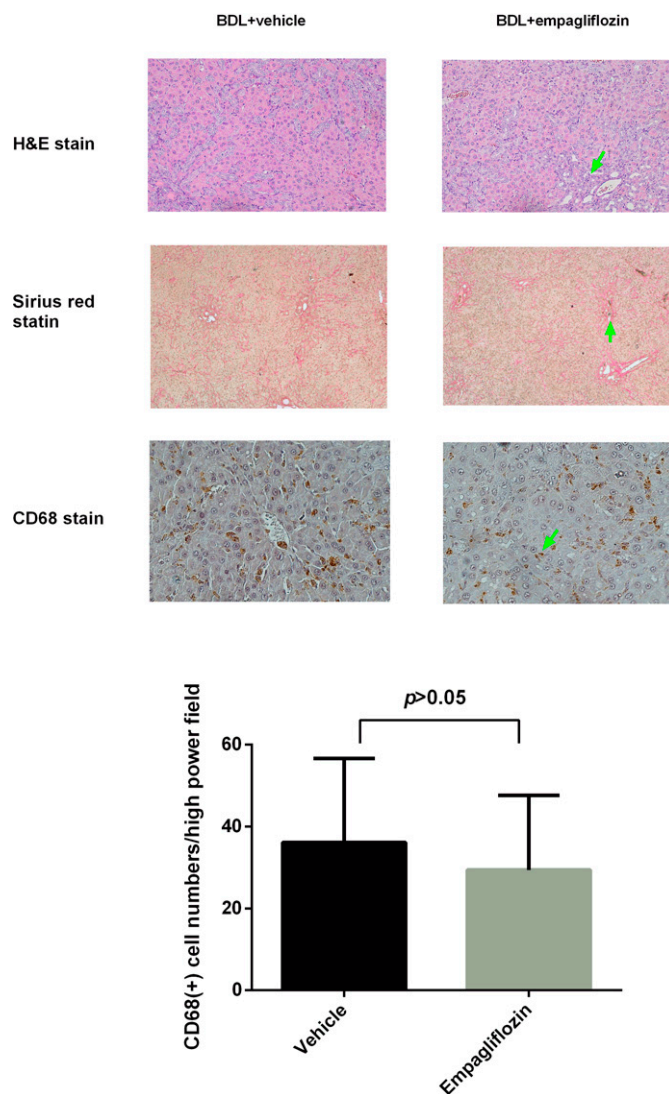 BDL+vehicle BDL+empagliflozin
H&E stain
Sirius red
statin
CD68 stain
p>0.05
CD68(+) cell numbers/high power field
60
40
20
0
Vehicle
Empagliflozin